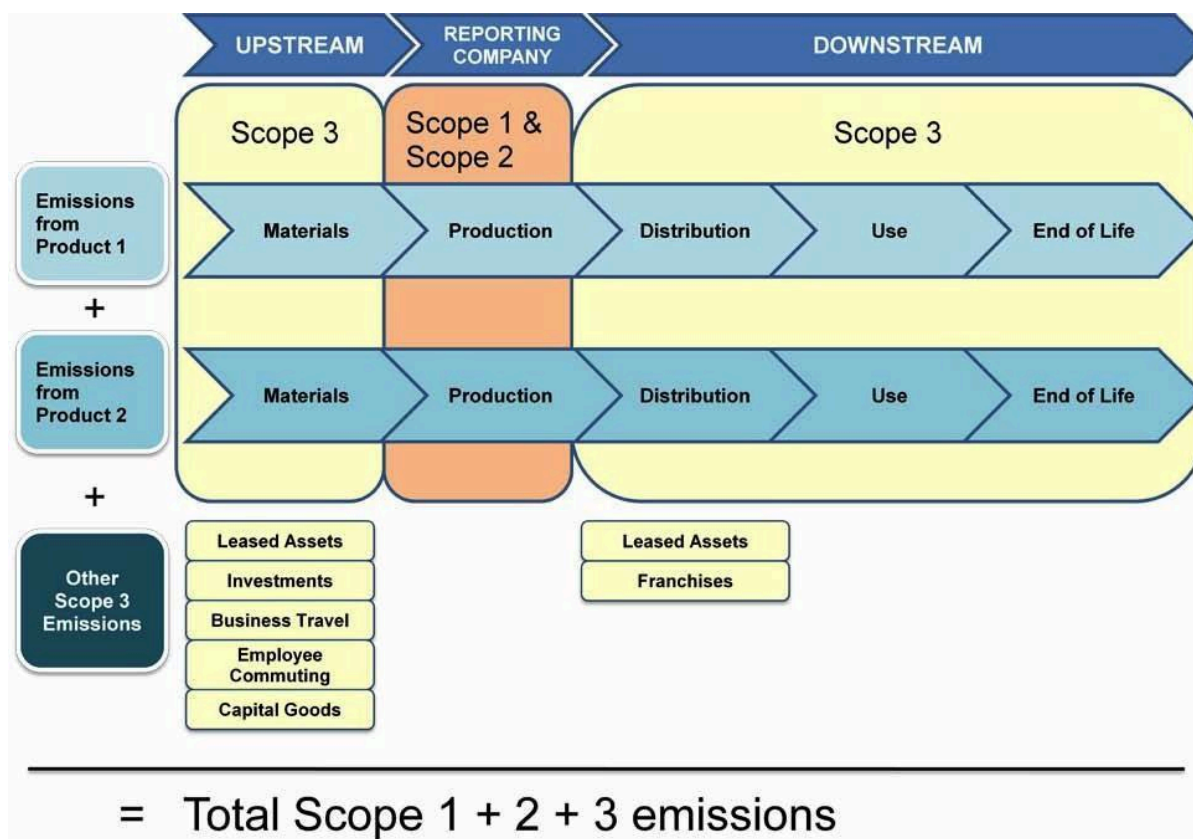 UPSTREAM
REPORTING
COMPANY
DOWNSTREAM
Scope 3
Scope 1 &
Scope 2
Scope 3
Emissions
from
Product 1
Materials
Production
Distribution
Use
End of Life
+
Emissions
from
Product 2
Materials
Production
Distribution
Use
End of Life
+
Other
Scope 3
Emissions
Leased Assets
Investments
Business Travel
Employee
Commuting
Capital Goods
Leased Assets
Franchises
= Total Scope 1 + 2 + 3 emissions